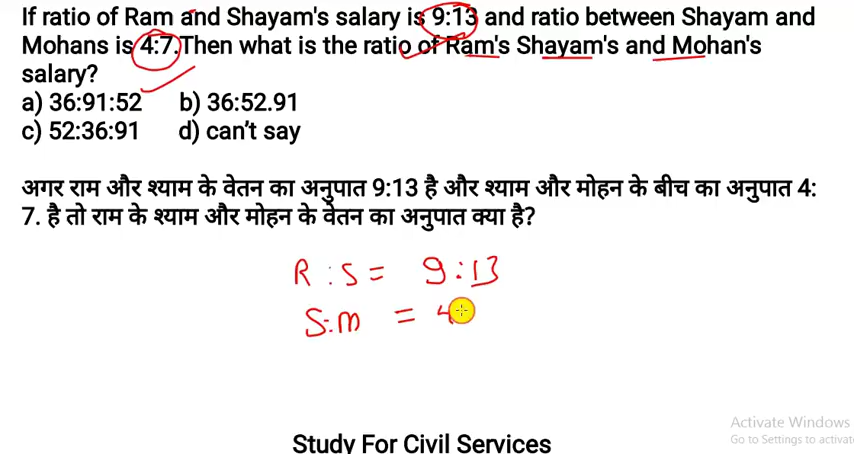 If ratio of Ram and Shayam's salary is 9:13 and ratio between Shayam and
Mohans is 4:7.Then what is the ratio of Ram's Shayam's and Mohan's
salary?
a) 36:91:52 b) 36:52.91
c) 52:36:91 d) can't say
अगर राम और श्याम के वेतन का अनुपात 9:13 है और श्याम और मोहन के बीच का अनुपात 4:
7. है तो राम के श्याम और मोहन के वेतन का अनुपात क्या है?
R : S = 9 : 13
S : m = 4
Study For Civil Services
Activate Windows
Go to Settings to activat